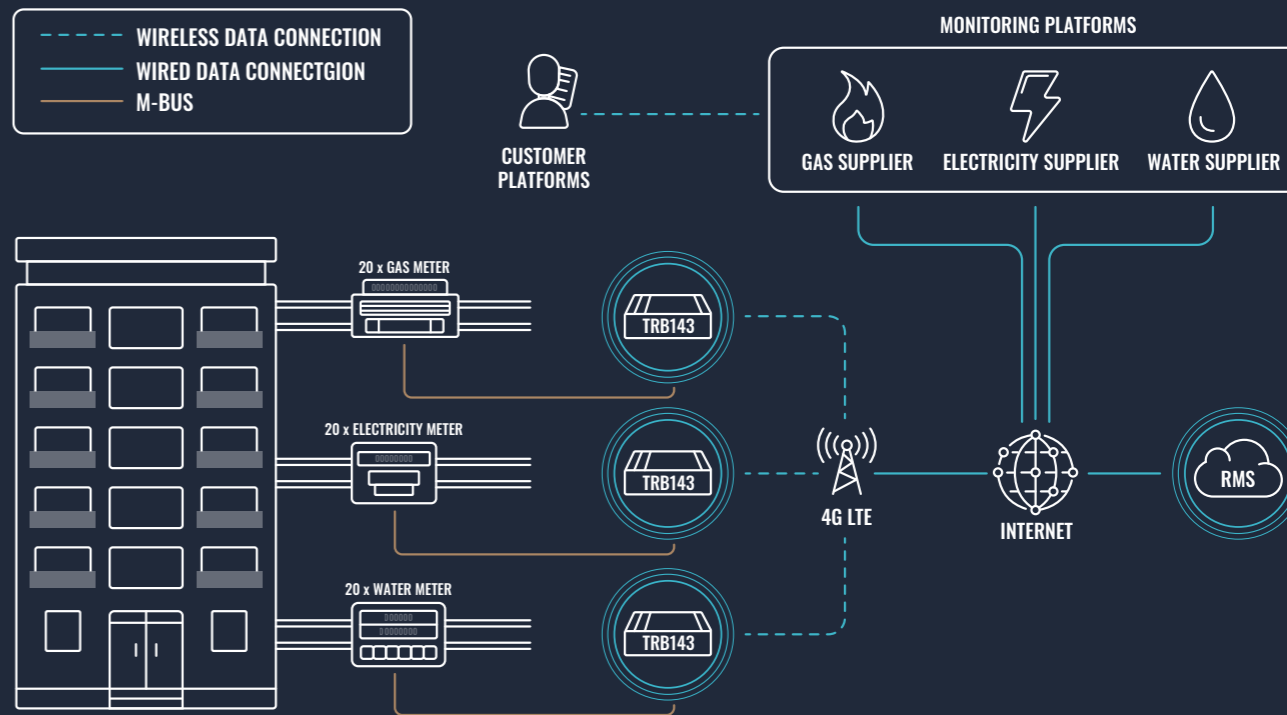 WIRELESS DATA CONNECTION
WIRED DATA CONNECTGION
M-BUS
CUSTOMER
PLATFORMS
MONITORING PLATFORMS
GAS SUPPLIER
ELECTRICITY SUPPLIER
WATER SUPPLIER
20 x GAS METER
TRB143
20 x ELECTRICITY METER
TRB143
4G LTE
INTERNET
RMS
20 x WATER METER
TRB143